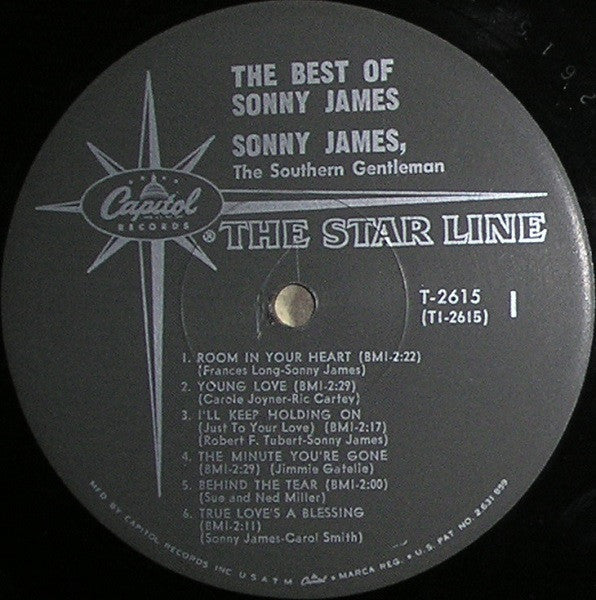 THE BEST OF
SONNY JAMES
SONNY JAMES,
The Southern Gentleman
Capitol
RECORDS
®
THE STAR LINE
T-2615
(T1-2615)
1
1. ROOM IN YOUR HEART (BMI-2:22)
(Frances Long-Sonny James)
2. YOUNG LOVE (BMI-2:29)
(Carole Joyner-Ric Cartey)
3. I'LL KEEP HOLDING ON
(Just To Your Love) (BMI-2:17)
(Robert F. Tubert-Sonny James)
4. THE MINUTE YOU'RE GONE
(BMI-2:29) (Jimmie Gatelle)
5. BEHIND THE TEAR (BMI-2:00)
(Sue and Ned Miller)
6. TRUE LOVE'S A BLESSING
(BMI-2:11)
(Sonny James-Carol Smith)
MFD. BY CAPITOL RECORDS INC. U S A T M Capitol • MARCA REG. • U.S. PAT. NO. 2,631,859